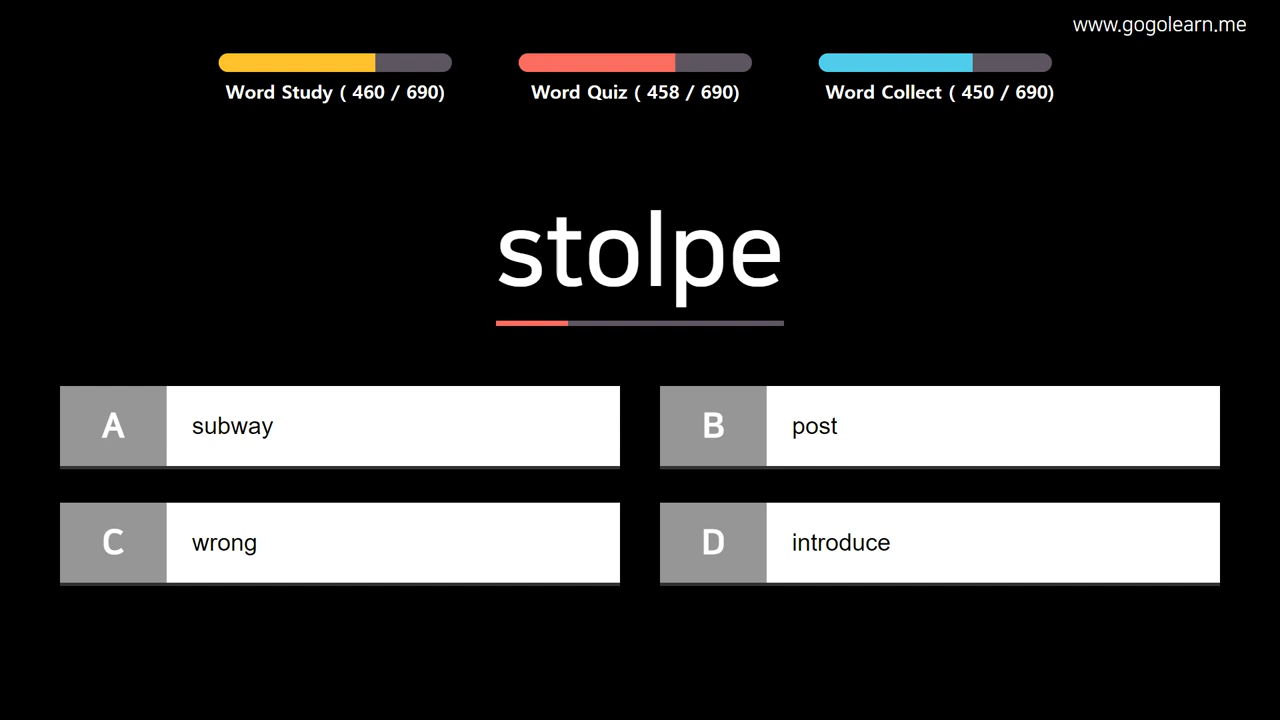 www.gogolearn.me
Word Study ( 460 / 690)
Word Quiz ( 458 / 690)
Word Collect ( 450 / 690)
stolpe
A subway
B post
C wrong
D introduce